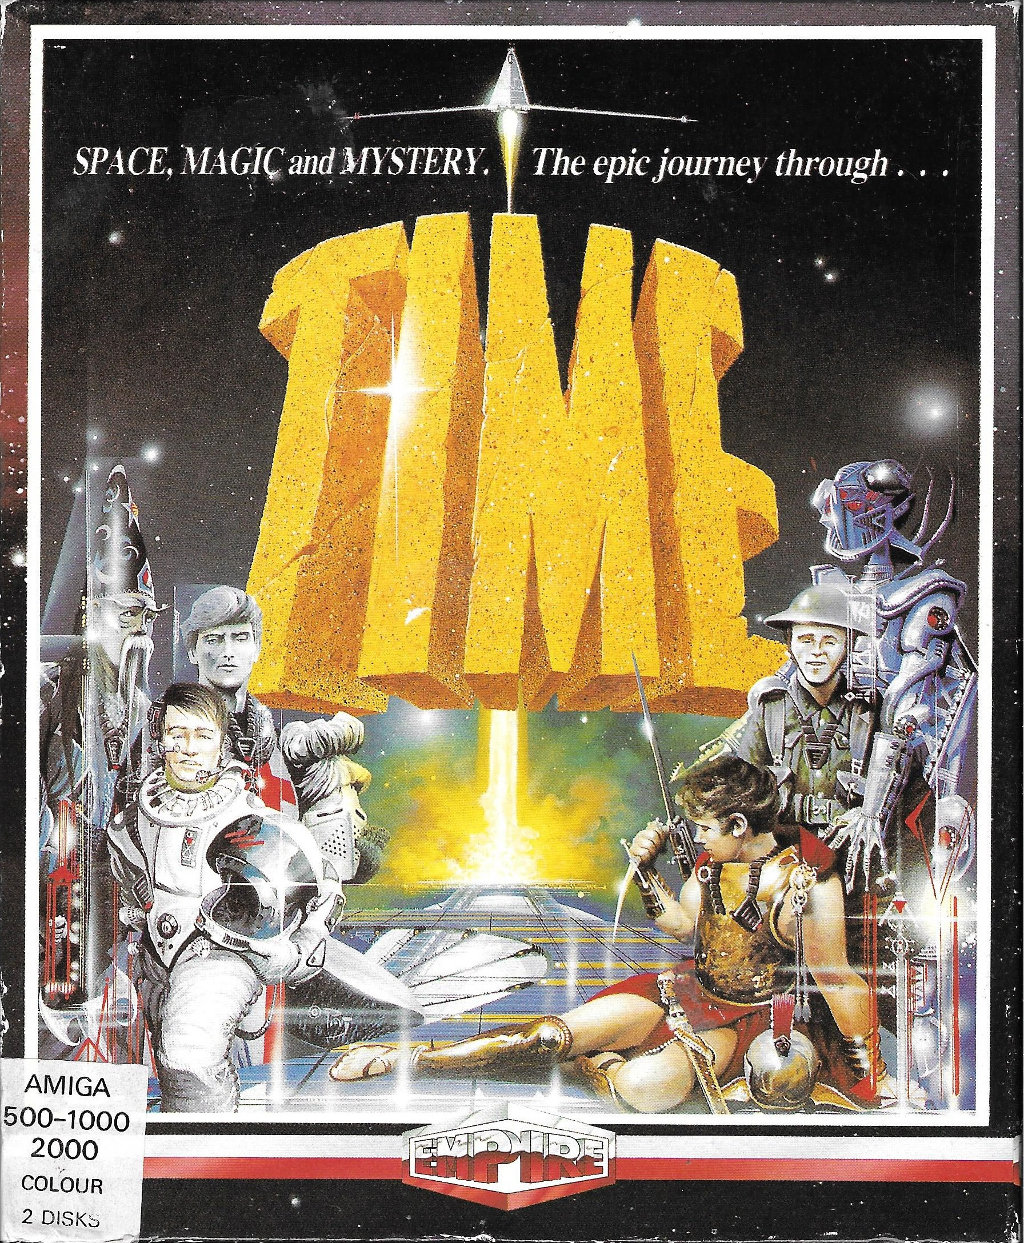 SPACE, MAGIC and MYSTERY. The epic journey through . . .
TIME
AMIGA
500-1000
2000
COLOUR
2 DISKS
EMPIRE